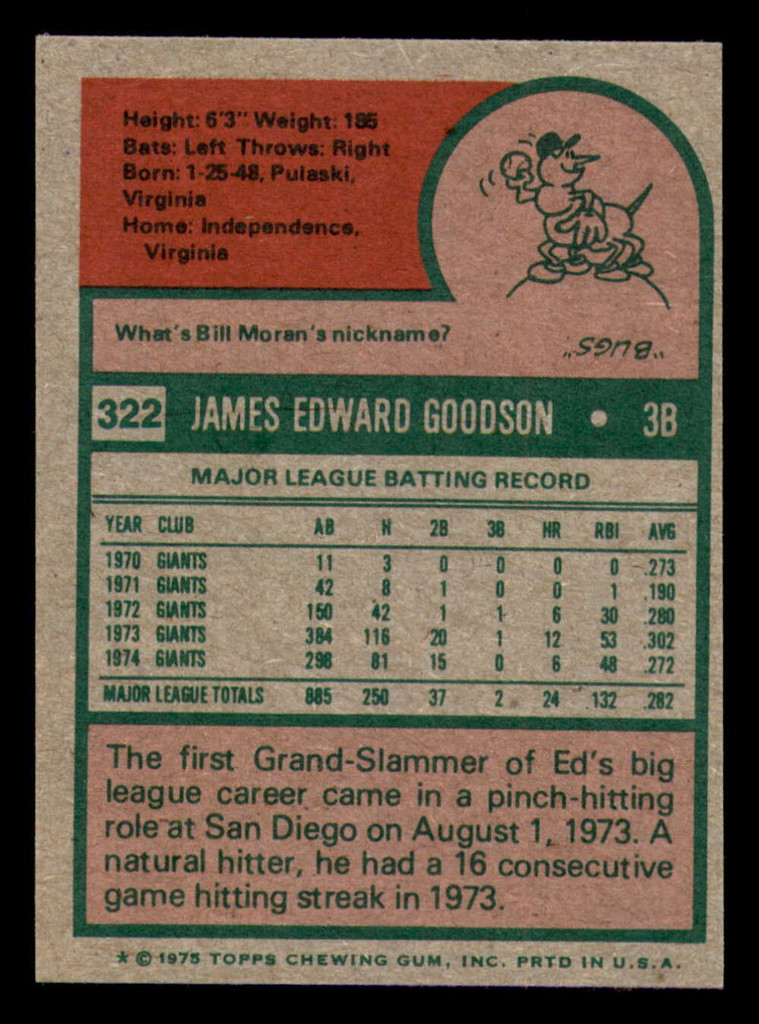 Height: 6'3" Weight: 185
Bats: Left Throws: Right
Born: 1-25-48, Pulaski,
Virginia
Home: Independence,
Virginia
What's Bill Moran's nickname?
"BUGS"
322 JAMES EDWARD GOODSON • 3B
MAJOR LEAGUE BATTING RECORD
YEAR CLUB AB H 2B 3B HR RBI AVG
1970 GIANTS 11 3 0 0 0 0 .273
1971 GIANTS 42 8 1 0 0 1 .190
1972 GIANTS 150 42 1 1 6 30 .280
1973 GIANTS 384 116 20 1 12 53 .302
1974 GIANTS 298 81 15 0 6 48 .272
MAJOR LEAGUE TOTALS 885 250 37 2 24 132 .282
The first Grand-Slammer of Ed's big
league career came in a pinch-hitting
role at San Diego on August 1, 1973. A
natural hitter, he had a 16 consecutive
game hitting streak in 1973.
* © 1975 TOPPS CHEWING GUM, INC. PRTD IN U.S.A.